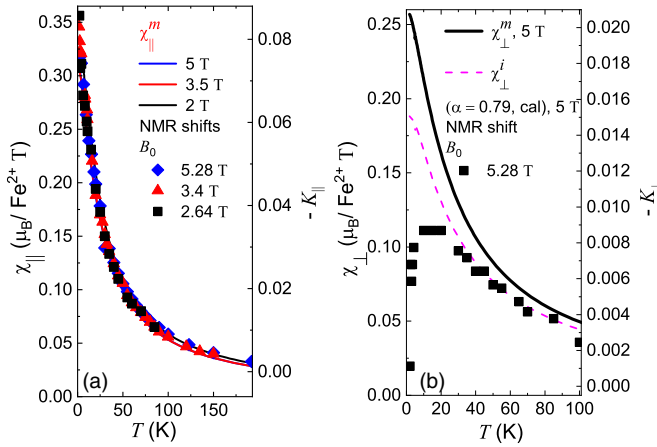 χ∥ (μB/ Fe2+ T)
0.35
0.30
0.25
0.20
0.15
0.10
0.05
0.00
χ∥m
5 T
3.5 T
2 T
NMR shifts
B0
5.28 T
3.4 T
2.64 T
(a)
0 50 100 150
T (K)
0.08
0.06
0.04
0.02
0.00
- K∥
χ⊥ (μB/ Fe2+ T)
0.25
0.20
0.15
0.10
0.05
0.00
χ⊥m, 5 T
χ⊥i
(α = 0.79, cal), 5 T
NMR shift
B0
5.28 T
(b)
0 20 40 60 80 100
T (K)
0.020
0.018
0.016
0.014
0.012
0.010
0.008
0.006
0.004
0.002
0.000